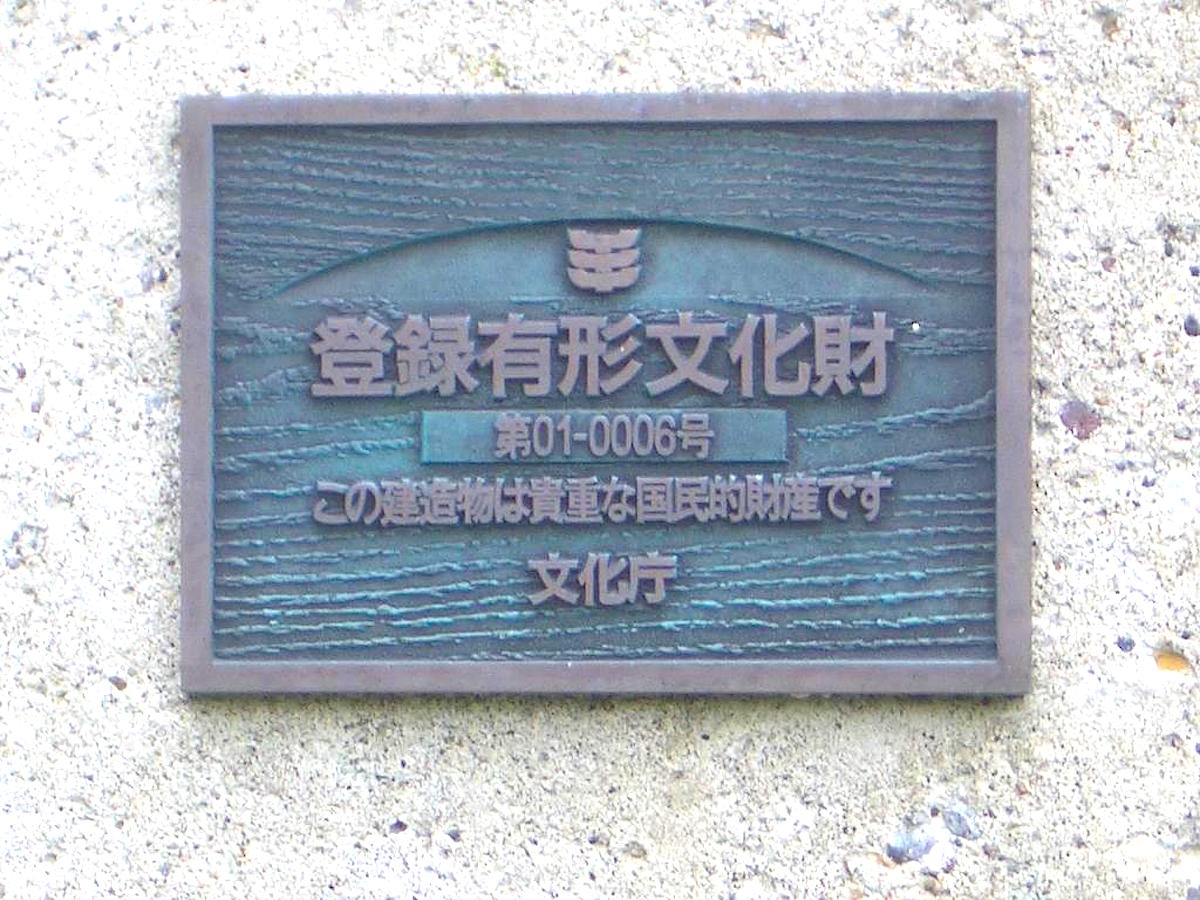 登録有形文化財
第01-0006号
この建造物は貴重な国民的財産です
文化庁